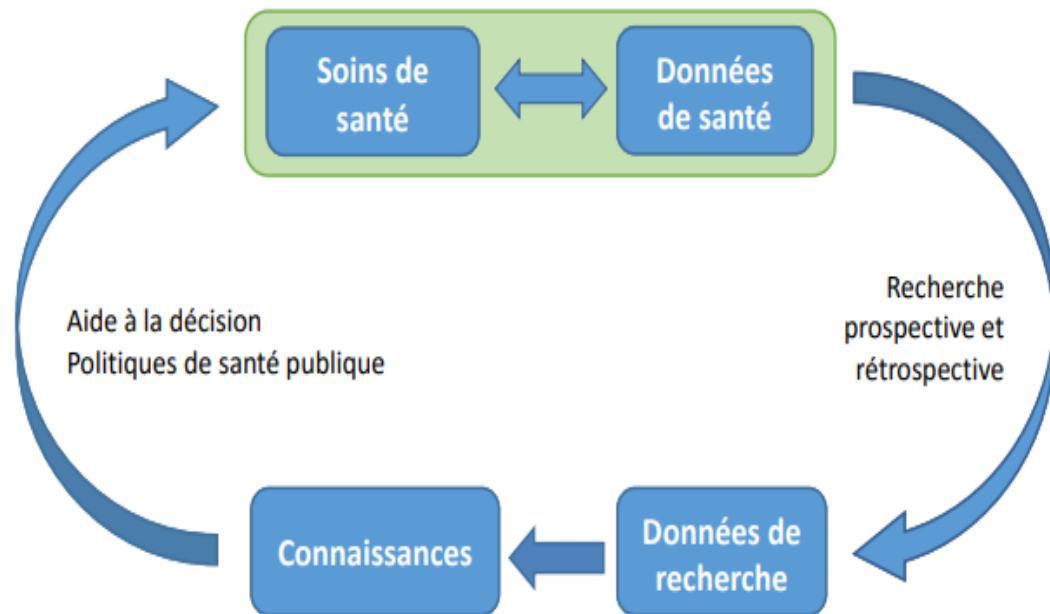 Soins de
santé
Données
de santé
Recherche
prospective et
rétrospective
Aide à la décision
Politiques de santé publique
Connaissances
Données de
recherche